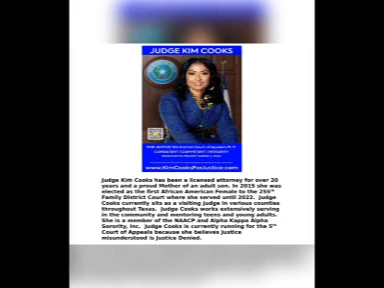 JUDGE KIM COOKS
CONSISTENT COMPETENT INTEGRITY
www.KimCooksForJustice.com
Judge Kim Cooks has been a licensed attorney for over 20
years and a proud Mother of an adult son. In 2015 she was
elected as the first African American Female to the 255th
Family District Court where she served until 2022. Judge
Cooks currently sits as a visiting Judge in various counties
throughout Texas. Judge Cooks works extensively serving
in the community and mentoring teens and young adults.
She is a member of the NAACP and Alpha Kappa Alpha
Sorority, Inc. Judge Cooks is currently running for the 5th
Court of Appeals because she believes Justice
misunderstood is Justice Denied.